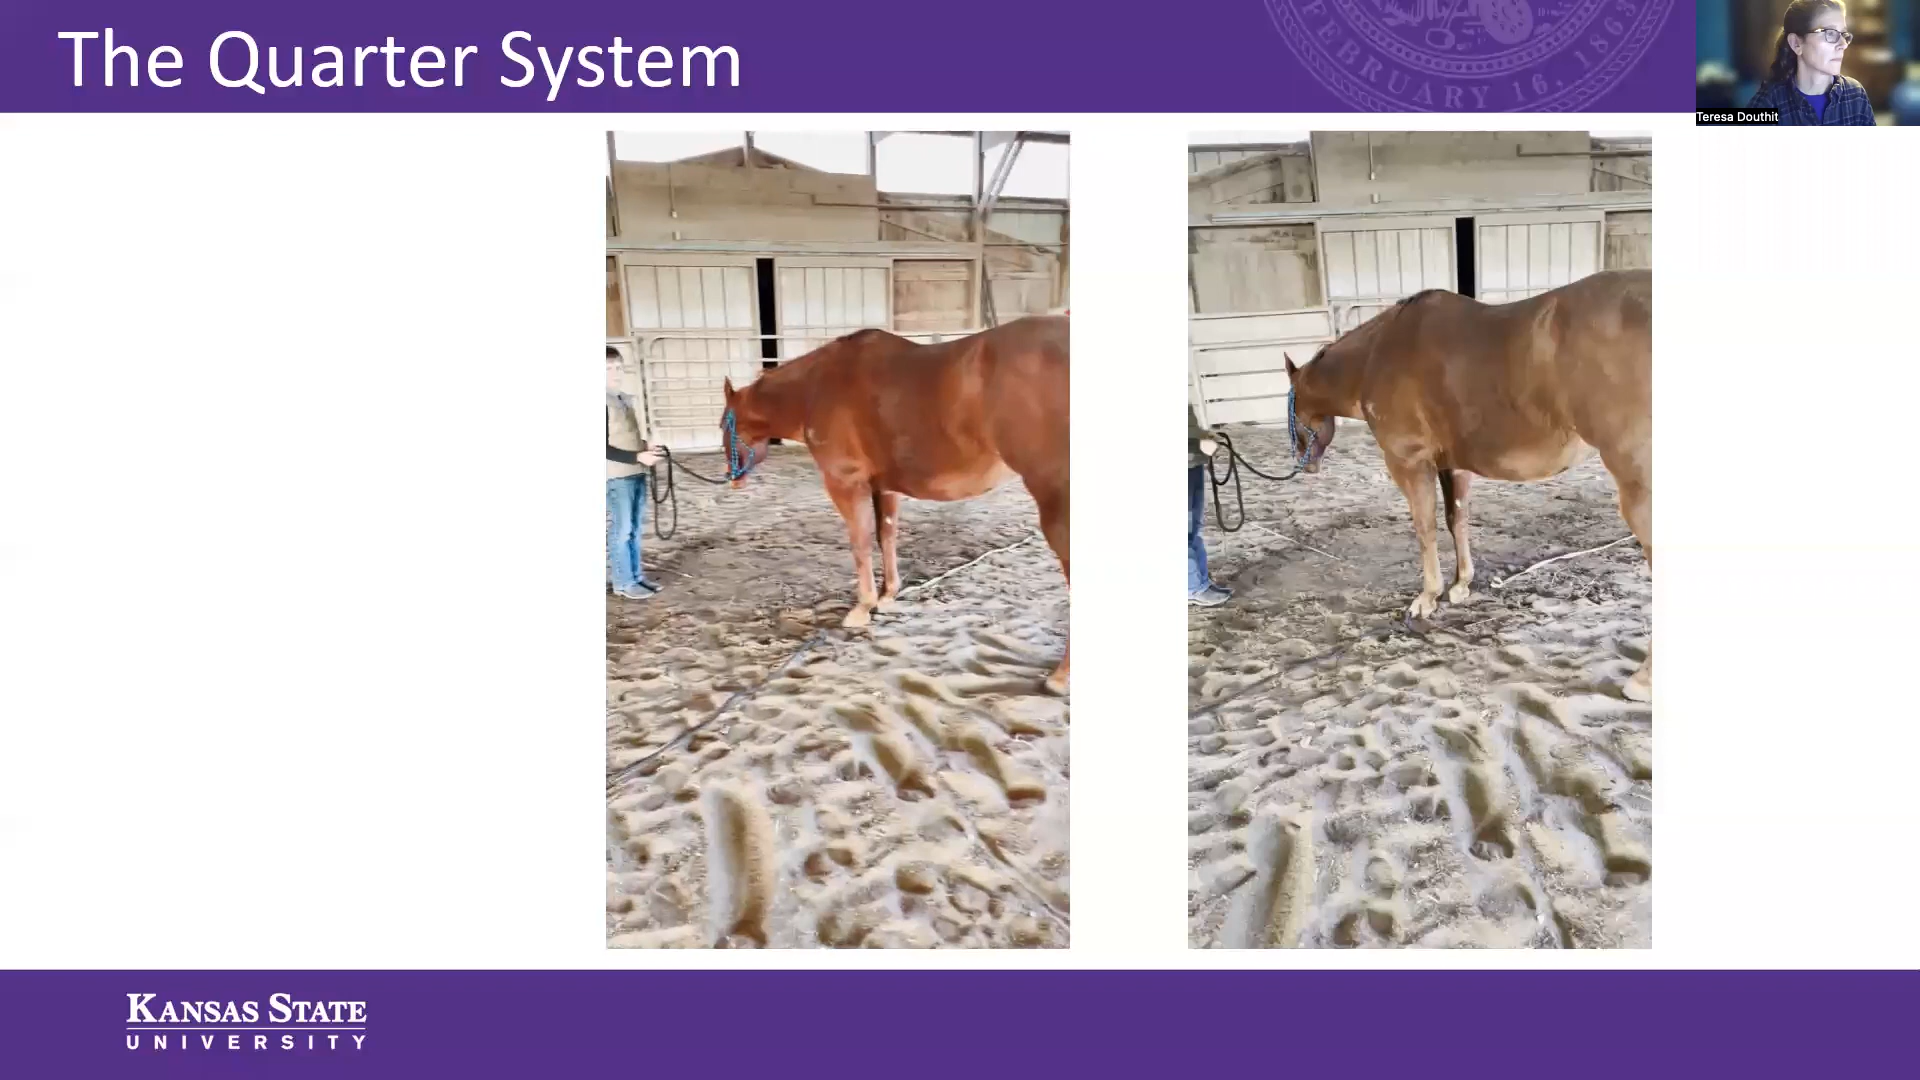 The Quarter System
FEBRUARY 16, 1863
Teresa Douthit
KANSAS STATE
UNIVERSITY